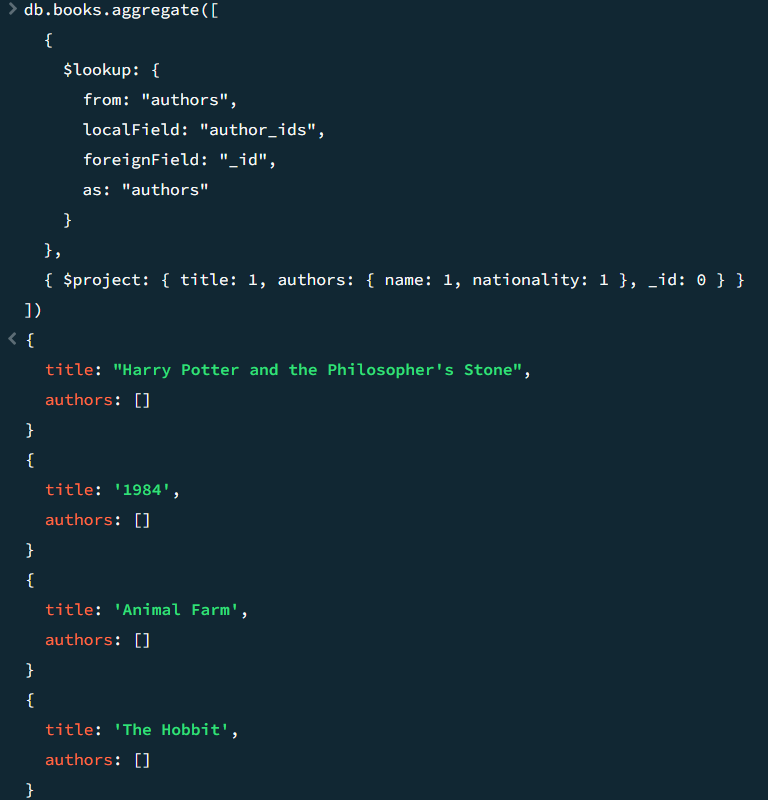 > db.books.aggregate([
{
$lookup: {
from: "authors",
localField: "author_ids",
foreignField: "_id",
as: "authors"
}
},
{ $project: { title: 1, authors: { name: 1, nationality: 1 }, _id: 0 } }
])
< {
title: "Harry Potter and the Philosopher's Stone",
authors: []
}
{
title: '1984',
authors: []
}
{
title: 'Animal Farm',
authors: []
}
{
title: 'The Hobbit',
authors: []
}